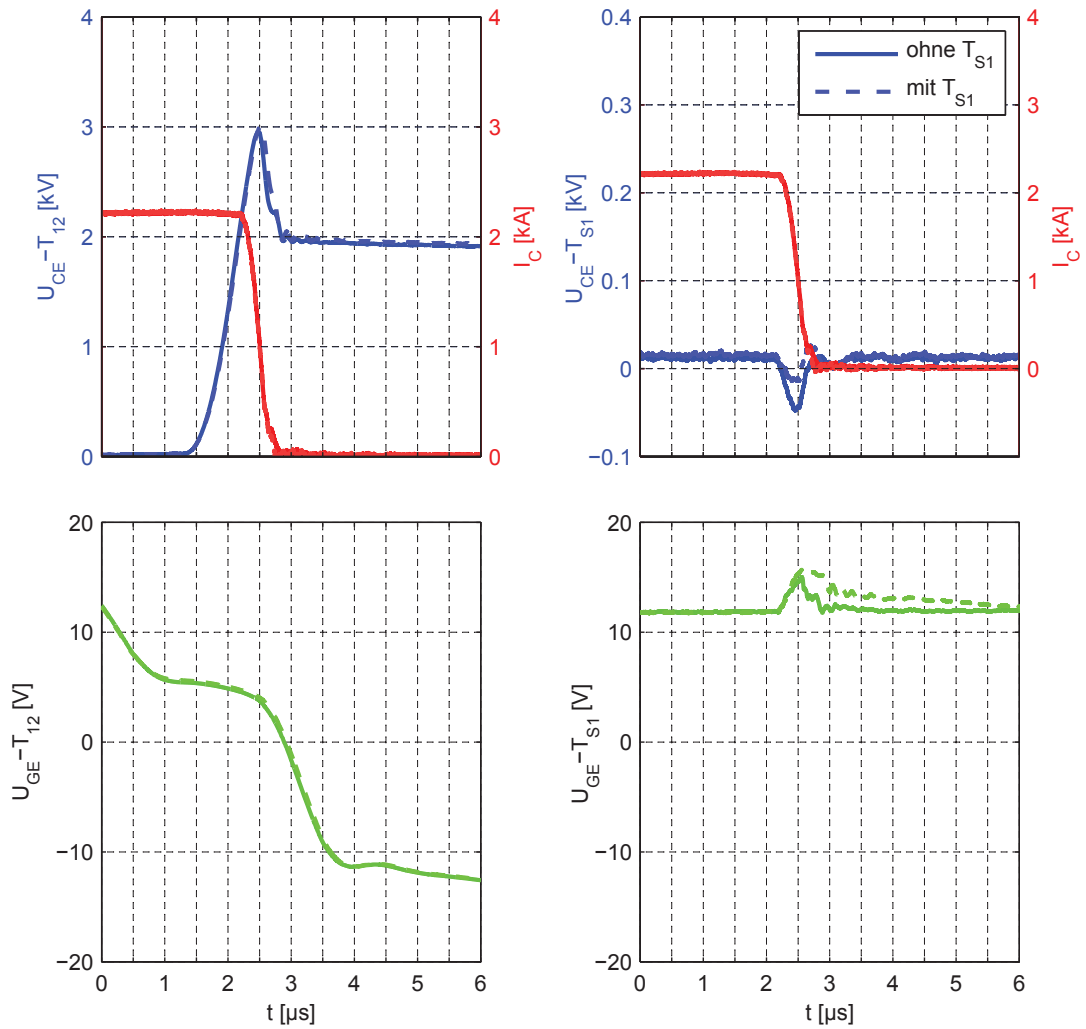 4
3
2
1
0
U_CE−T_12 [kV]
4
3
2
1
0
I_C [kA]
0.4
0.3
0.2
0.1
0
−0.1
U_CE−T_S1 [kV]
4
3
2
1
0
I_C [kA]
ohne T_S1
mit T_S1
20
10
0
−10
−20
U_GE−T_12 [V]
0 1 2 3 4 5 6
t [µs]
20
10
0
−10
−20
U_GE−T_S1 [V]
0 1 2 3 4 5 6
t [µs]